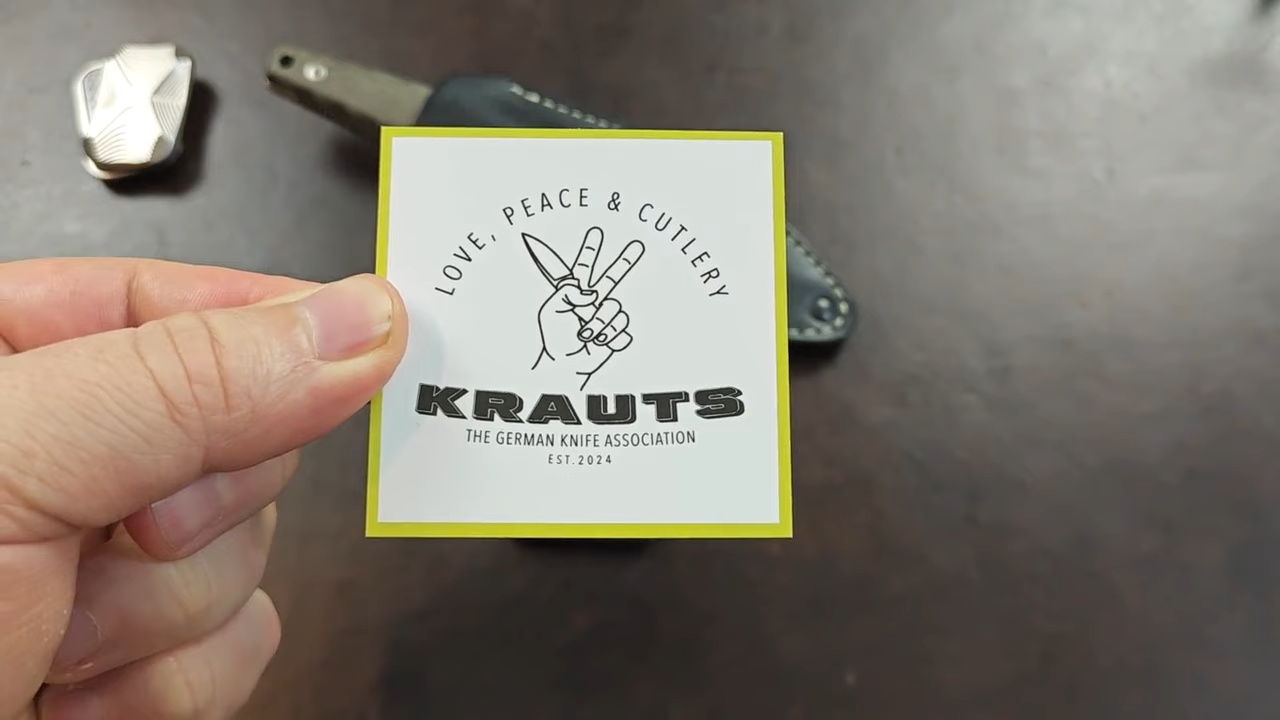 LOVE, PEACE & CUTLERY
KRAUTS
THE GERMAN KNIFE ASSOCIATION
EST.2024